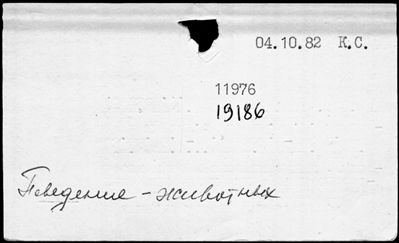 04.10.82 К.С.
11976
19186
Поведение - животных